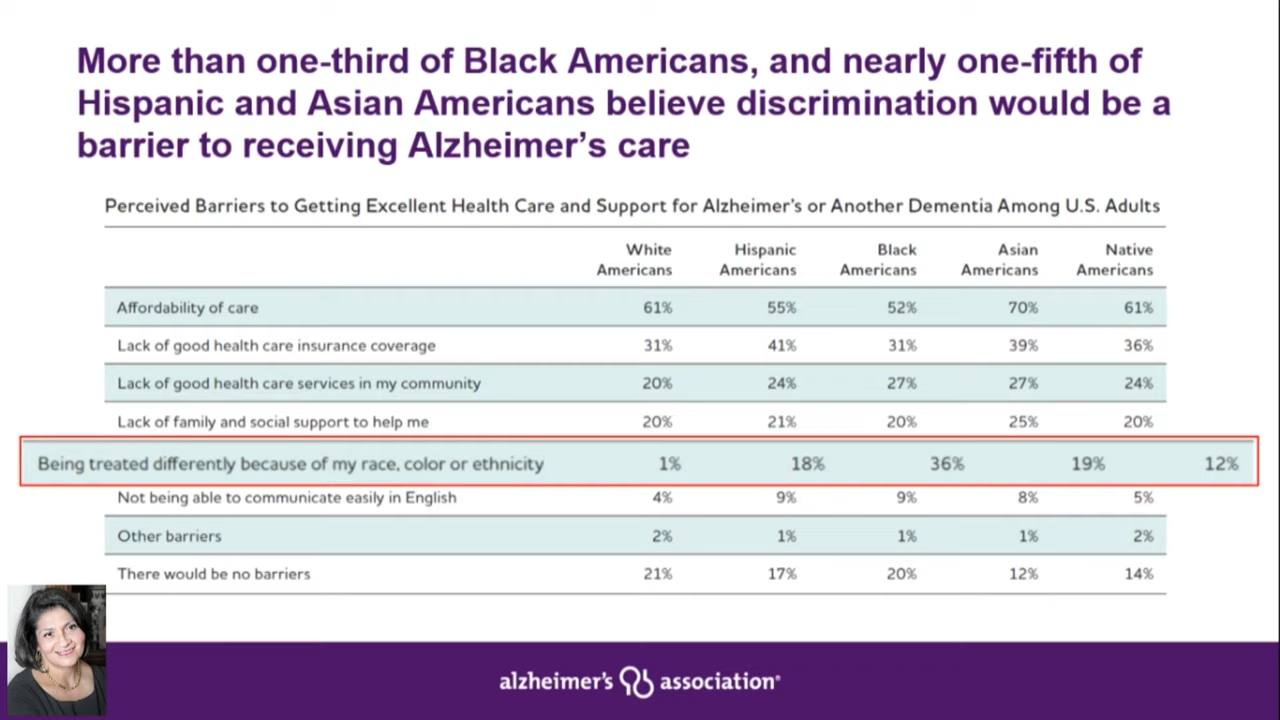 More than one-third of Black Americans, and nearly one-fifth of
Hispanic and Asian Americans believe discrimination would be a
barrier to receiving Alzheimer's care
Perceived Barriers to Getting Excellent Health Care and Support for Alzheimer's or Another Dementia Among U.S. Adults
White Americans Hispanic Americans Black Americans Asian Americans Native Americans
Affordability of care 61% 55% 52% 70% 61%
Lack of good health care insurance coverage 31% 41% 31% 39% 36%
Lack of good health care services in my community 20% 24% 27% 27% 24%
Lack of family and social support to help me 20% 21% 20% 25% 20%
Being treated differently because of my race, color or ethnicity 1% 18% 36% 19% 12%
Not being able to communicate easily in English 4% 9% 9% 8% 5%
Other barriers 2% 1% 1% 1% 2%
There would be no barriers 21% 17% 20% 12% 14%
alzheimer's association®